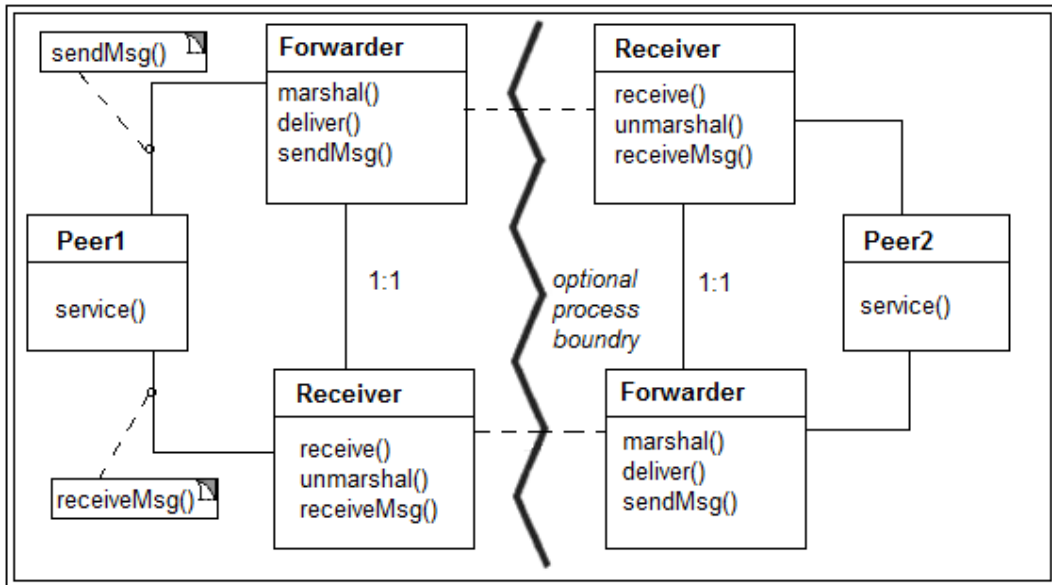 sendMsg()
Forwarder
marshal()
deliver()
sendMsg()
Receiver
receive()
unmarshal()
receiveMsg()
Peer1
service()
1:1
optional
process
boundry
1:1
Peer2
service()
receiveMsg()
Receiver
receive()
unmarshal()
receiveMsg()
Forwarder
marshal()
deliver()
sendMsg()